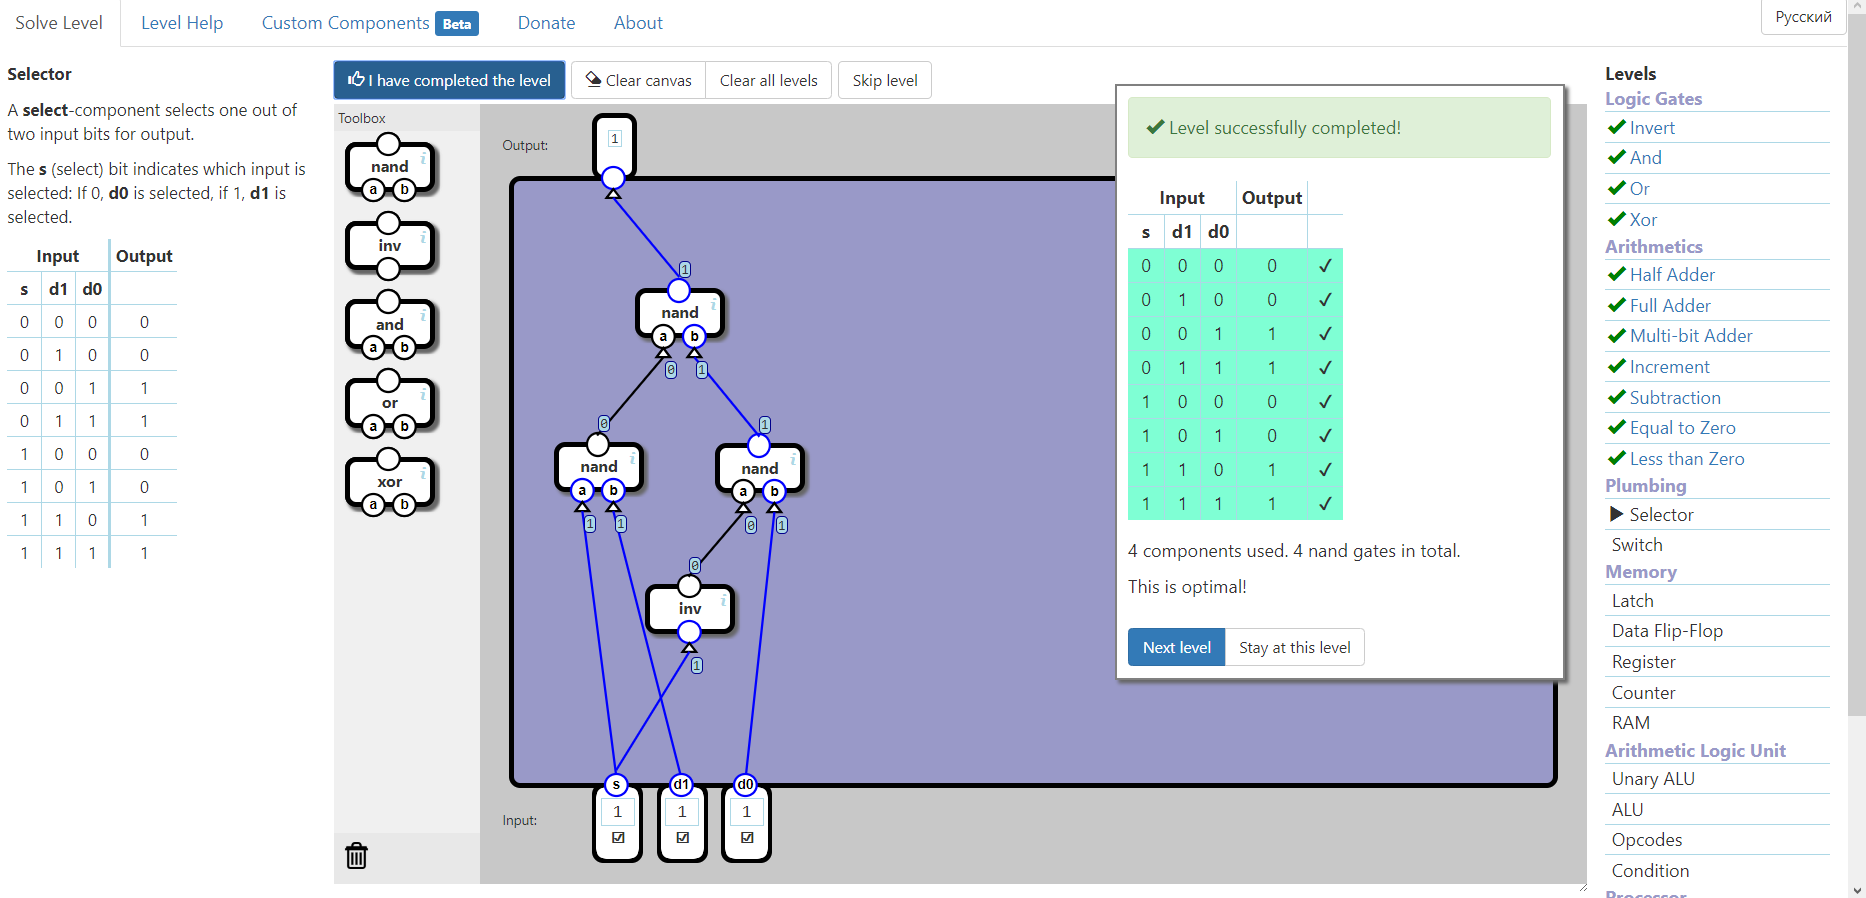 Solve Level
Level Help
Custom Components Beta
Donate
About
Русский
Selector
A select-component selects one out of
two input bits for output.
The s (select) bit indicates which input is
selected: If 0, d0 is selected, if 1, d1 is
selected.
Input Output
s d1 d0
0 0 0 0
0 1 0 0
0 0 1 1
0 1 1 1
1 0 0 0
1 0 1 0
1 1 0 1
1 1 1 1
I have completed the level
Clear canvas
Clear all levels
Skip level
Toolbox
nand
i
a b
inv
i
and
i
a b
or
i
a b
xor
i
a b
Output:
1
1
nand
i
a b
0 1
0 1
nand
i
a b
1 1
nand
i
a b
0 1
0
inv
i
1
s d1 d0
Input:
1 1 1
Level successfully completed!
Input Output
s d1 d0
0 0 0 0 ✓
0 1 0 0 ✓
0 0 1 1 ✓
0 1 1 1 ✓
1 0 0 0 ✓
1 0 1 0 ✓
1 1 0 1 ✓
1 1 1 1 ✓
4 components used. 4 nand gates in total.
This is optimal!
Next level
Stay at this level
Levels
Logic Gates
Invert
And
Or
Xor
Arithmetics
Half Adder
Full Adder
Multi-bit Adder
Increment
Subtraction
Equal to Zero
Less than Zero
Plumbing
Selector
Switch
Memory
Latch
Data Flip-Flop
Register
Counter
RAM
Arithmetic Logic Unit
Unary ALU
ALU
Opcodes
Condition
Processor